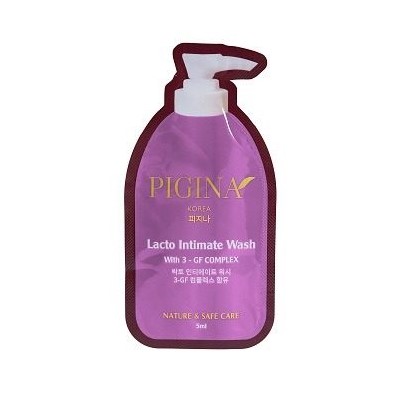 PIGINA
KOREA
피지나
Lacto Intimate Wash
With 3 - GF COMPLEX
락토 인티메이트 워시
3-GF 컴플렉스 함유
NATURE & SAFE CARE
5ml